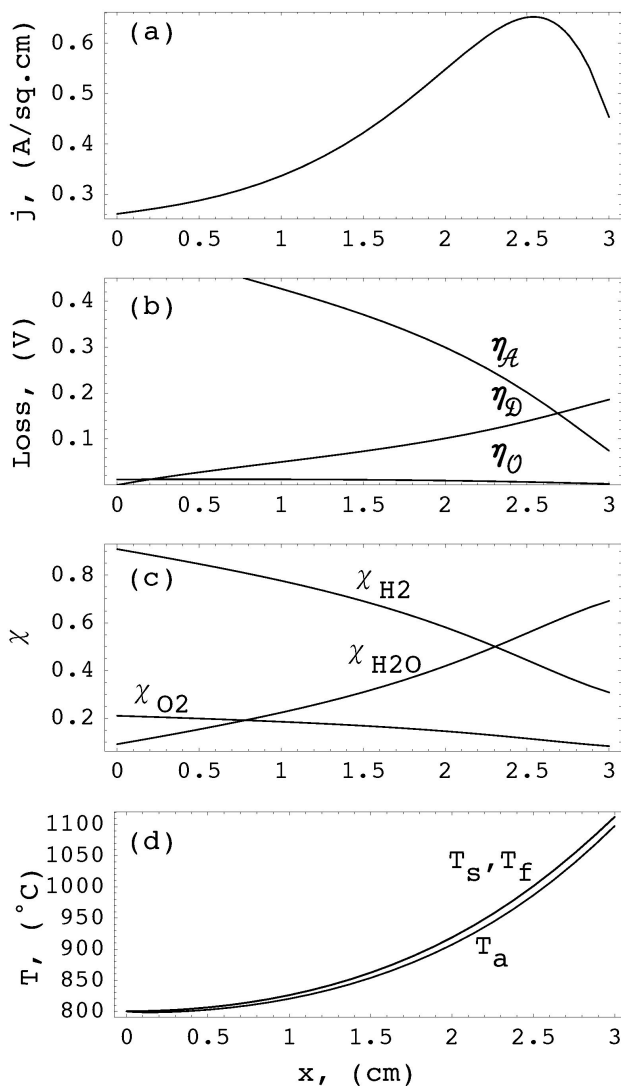 (a)
j, (A/sq.cm)
0.6
0.5
0.4
0.3
0 0.5 1 1.5 2 2.5 3
(b)
Loss, (V)
0.4
0.3
0.2
0.1
η𝒜
η𝒟
η𝒪
0 0.5 1 1.5 2 2.5 3
(c)
χ
0.8
0.6
0.4
0.2
χH2
χH2O
χO2
0 0.5 1 1.5 2 2.5 3
(d)
T, (°C)
1100
1050
1000
950
900
850
800
Ts,Tf
Ta
0 0.5 1 1.5 2 2.5 3
x, (cm)